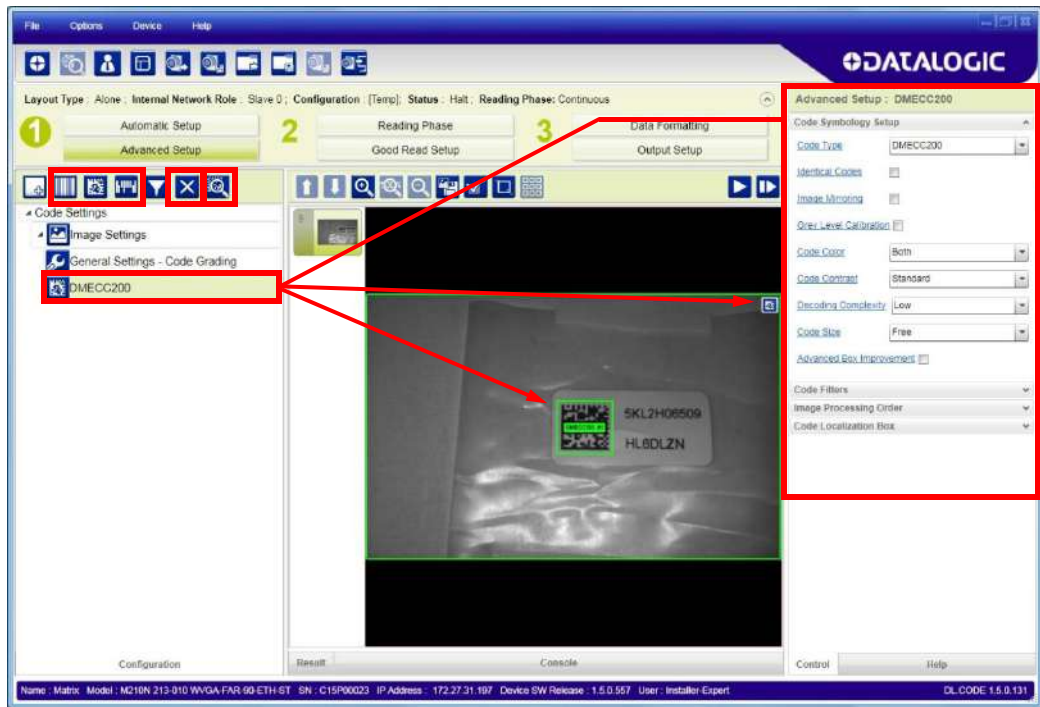 File Options Device Help
DATALOGIC
Layout Type : Alone ; Internal Network Role : Slave 0 ; Configuration : [Temp]; Status : Halt ; Reading Phase: Continuous
1 Automatic Setup 2 Reading Phase 3 Data Formatting
Advanced Setup Good Read Setup Output Setup
Code Settings
Image Settings
General Settings - Code Grading
DMECC200
5KL2H06509
HL6DLZN
Configuration
Result Console
Advanced Setup : DMECC200
Code Symbology Setup
Code Type DMECC200
Identical Codes
Image Mirroring
Grey Level Calibration
Code Color Both
Code Contrast Standard
Decoding Complexity Low
Code Size Free
Advanced Box Improvement
Code Filters
Image Processing Order
Code Localization Box
Control Help
Name : Matrix Model : M210N 213-010 WVGA-FAR-90-ETH-ST SN : C15P00023 IP Address : 172.27.31.197 Device SW Release : 1.5.0.557 User : Installer-Expert DL.CODE 1.5.0.131